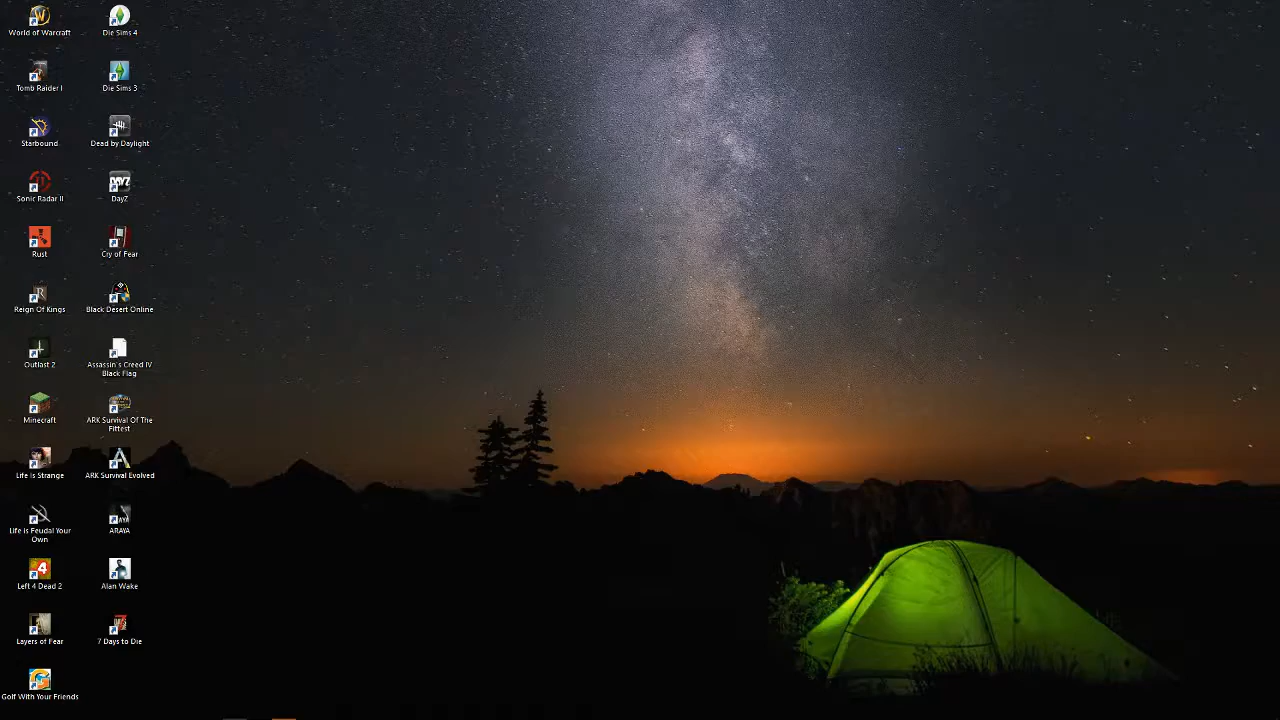 World of Warcraft
Die Sims 4
Tomb Raider I
Die Sims 3
Starbound
Dead by Daylight
Sonic Radar II
DAYZ
DayZ
Rust
Cry of Fear
R
Reign Of Kings
Black Desert Online
Outlast 2
Assassin's Creed IV
Black Flag
Minecraft
ARK Survival Of The
Fittest
Life Is Strange
ARK Survival Evolved
Life is Feudal Your
Own
ARAYA
Left 4 Dead 2
Alan Wake
Layers of Fear
7 Days to Die
Golf With Your Friends